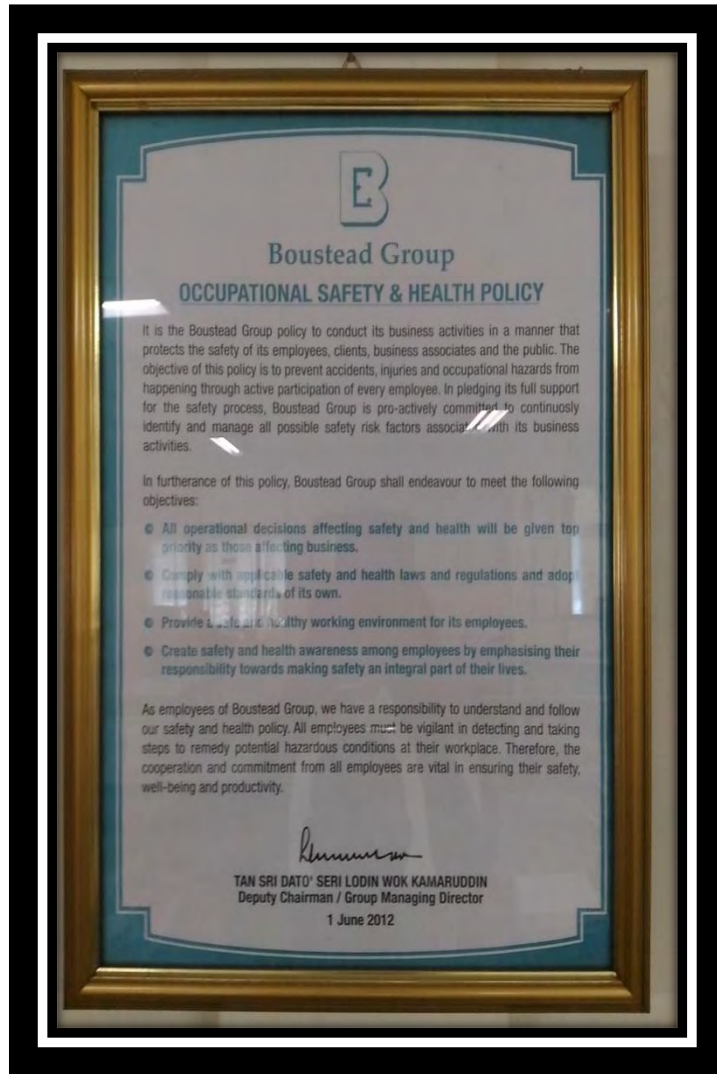 B
Boustead Group
OCCUPATIONAL SAFETY & HEALTH POLICY
It is the Boustead Group policy to conduct its business activities in a manner that
protects the safety of its employees, clients, business associates and the public. The
objective of this policy is to prevent accidents, injuries and occupational hazards from
happening through active participation of every employee. In pledging its full support
for the safety process, Boustead Group is pro-actively committed to continuosly
identify and manage all possible safety risk factors associated with its business
activities.
In furtherance of this policy, Boustead Group shall endeavour to meet the following
objectives:
All operational decisions affecting safety and health will be given top
priority as those affecting business.
Comply with applicable safety and health laws and regulations and adopt
reasonable standards of its own.
Provide a safe and healthy working environment for its employees.
Create safety and health awareness among employees by emphasising their
responsibility towards making safety an integral part of their lives.
As employees of Boustead Group, we have a responsibility to understand and follow
our safety and health policy. All employees must be vigilant in detecting and taking
steps to remedy potential hazardous conditions at their workplace. Therefore, the
cooperation and commitment from all employees are vital in ensuring their safety,
well-being and productivity.
TAN SRI DATO' SERI LODIN WOK KAMARUDDIN
Deputy Chairman / Group Managing Director
1 June 2012